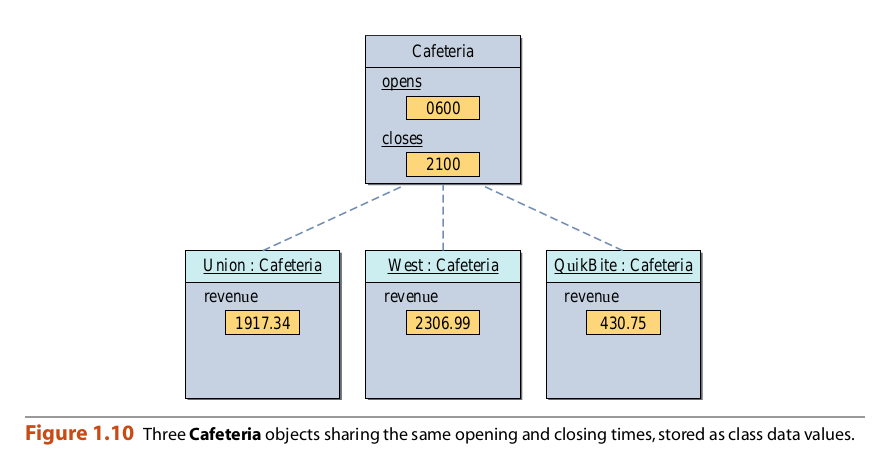 Cafeteria
opens
0600
closes
2100
Union : Cafeteria
West : Cafeteria
QuikBite : Cafeteria
revenue
revenue
revenue
1917.34
2306.99
430.75
Figure 1.10 Three Cafeteria objects sharing the same opening and closing times, stored as class data values.